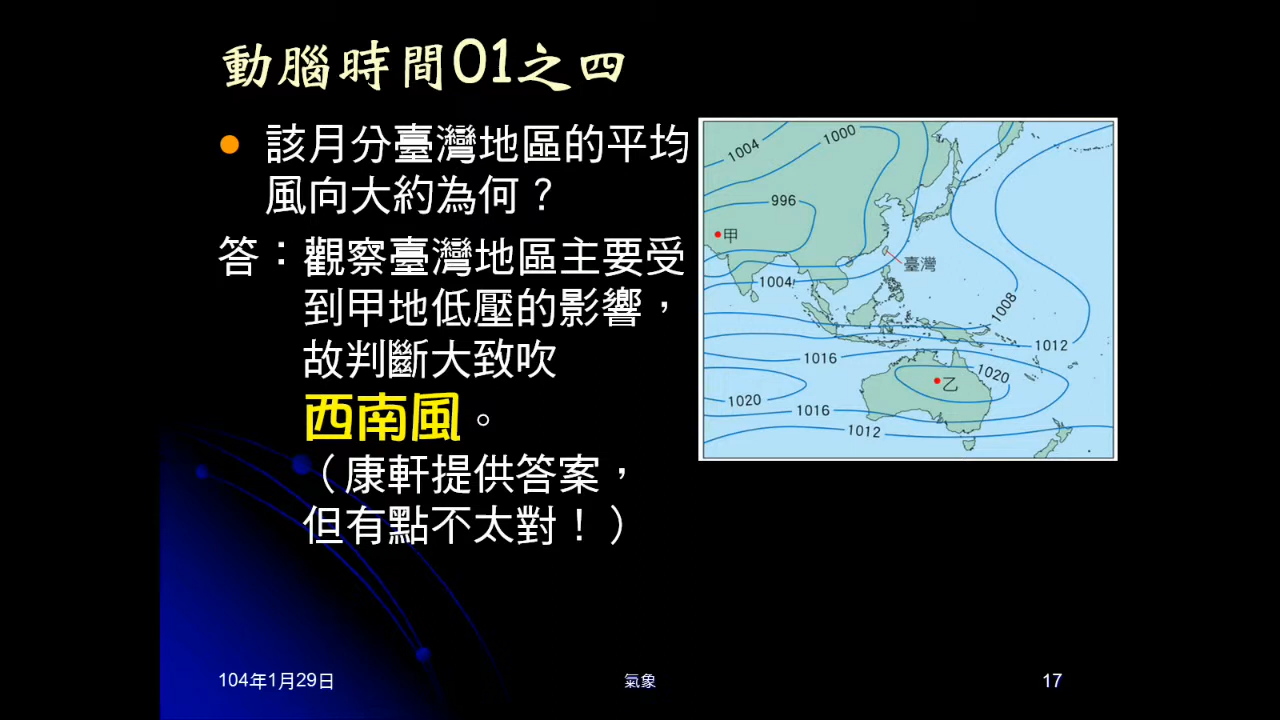 動腦時間01之四
該月分臺灣地區的平均
風向大約為何？
答：觀察臺灣地區主要受
到甲地低壓的影響，
故判斷大致吹
西南風。
（康軒提供答案，
但有點不太對！）
1004
1000
996
甲
臺灣
1004
1008
1012
1016
1020
乙
1020
1016
1012
104年1月29日
氣象
17